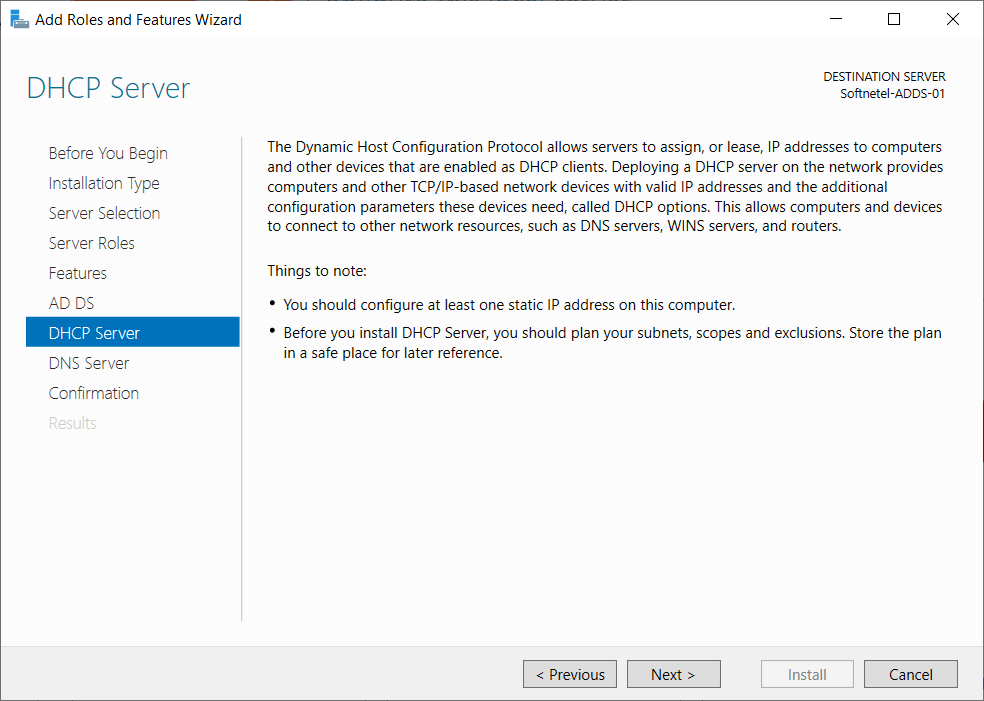 Add Roles and Features Wizard
DHCP Server
DESTINATION SERVER
Softnetel-ADDS-01
Before You Begin
Installation Type
Server Selection
Server Roles
Features
AD DS
DHCP Server
DNS Server
Confirmation
Results
The Dynamic Host Configuration Protocol allows servers to assign, or lease, IP addresses to computers
and other devices that are enabled as DHCP clients. Deploying a DHCP server on the network provides
computers and other TCP/IP-based network devices with valid IP addresses and the additional
configuration parameters these devices need, called DHCP options. This allows computers and devices
to connect to other network resources, such as DNS servers, WINS servers, and routers.
Things to note:
• You should configure at least one static IP address on this computer.
• Before you install DHCP Server, you should plan your subnets, scopes and exclusions. Store the plan
in a safe place for later reference.
< Previous
Next >
Install
Cancel